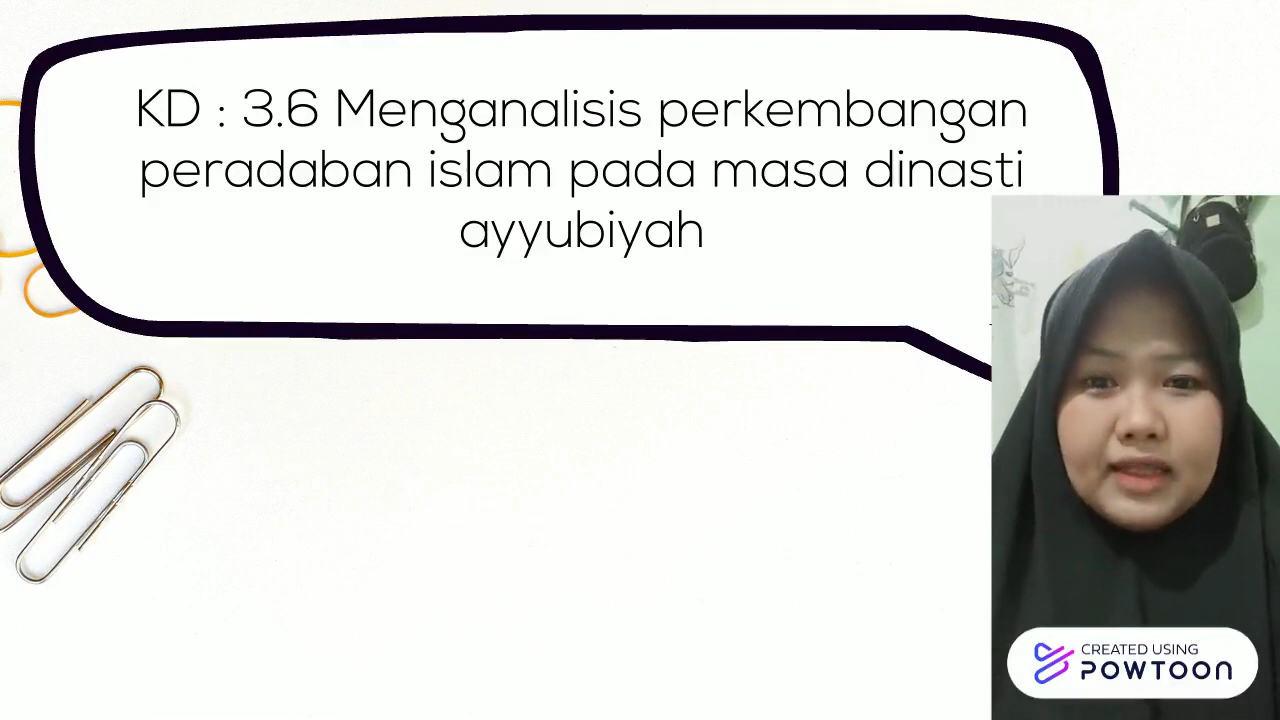 KD : 3.6 Menganalisis perkembangan
peradaban islam pada masa dinasti
ayyubiyah
CREATED USING
POWTOON